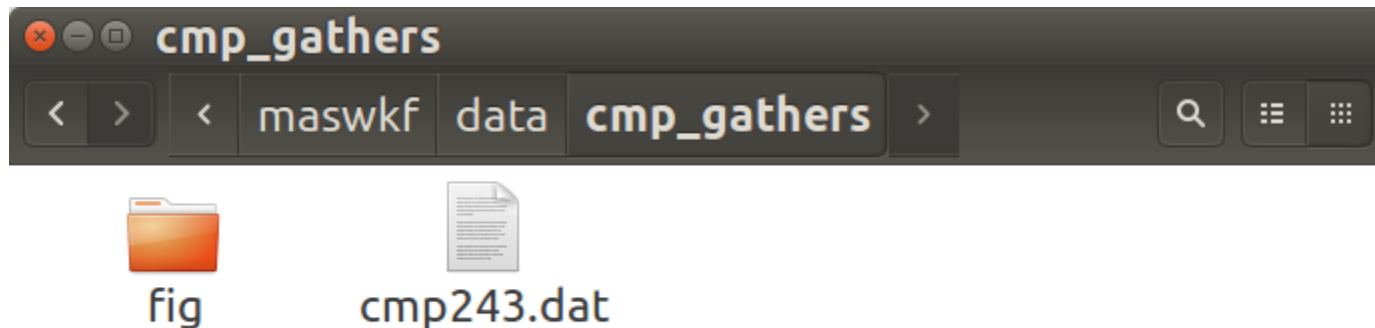 cmp_gathers
maswkf data cmp_gathers
fig cmp243.dat